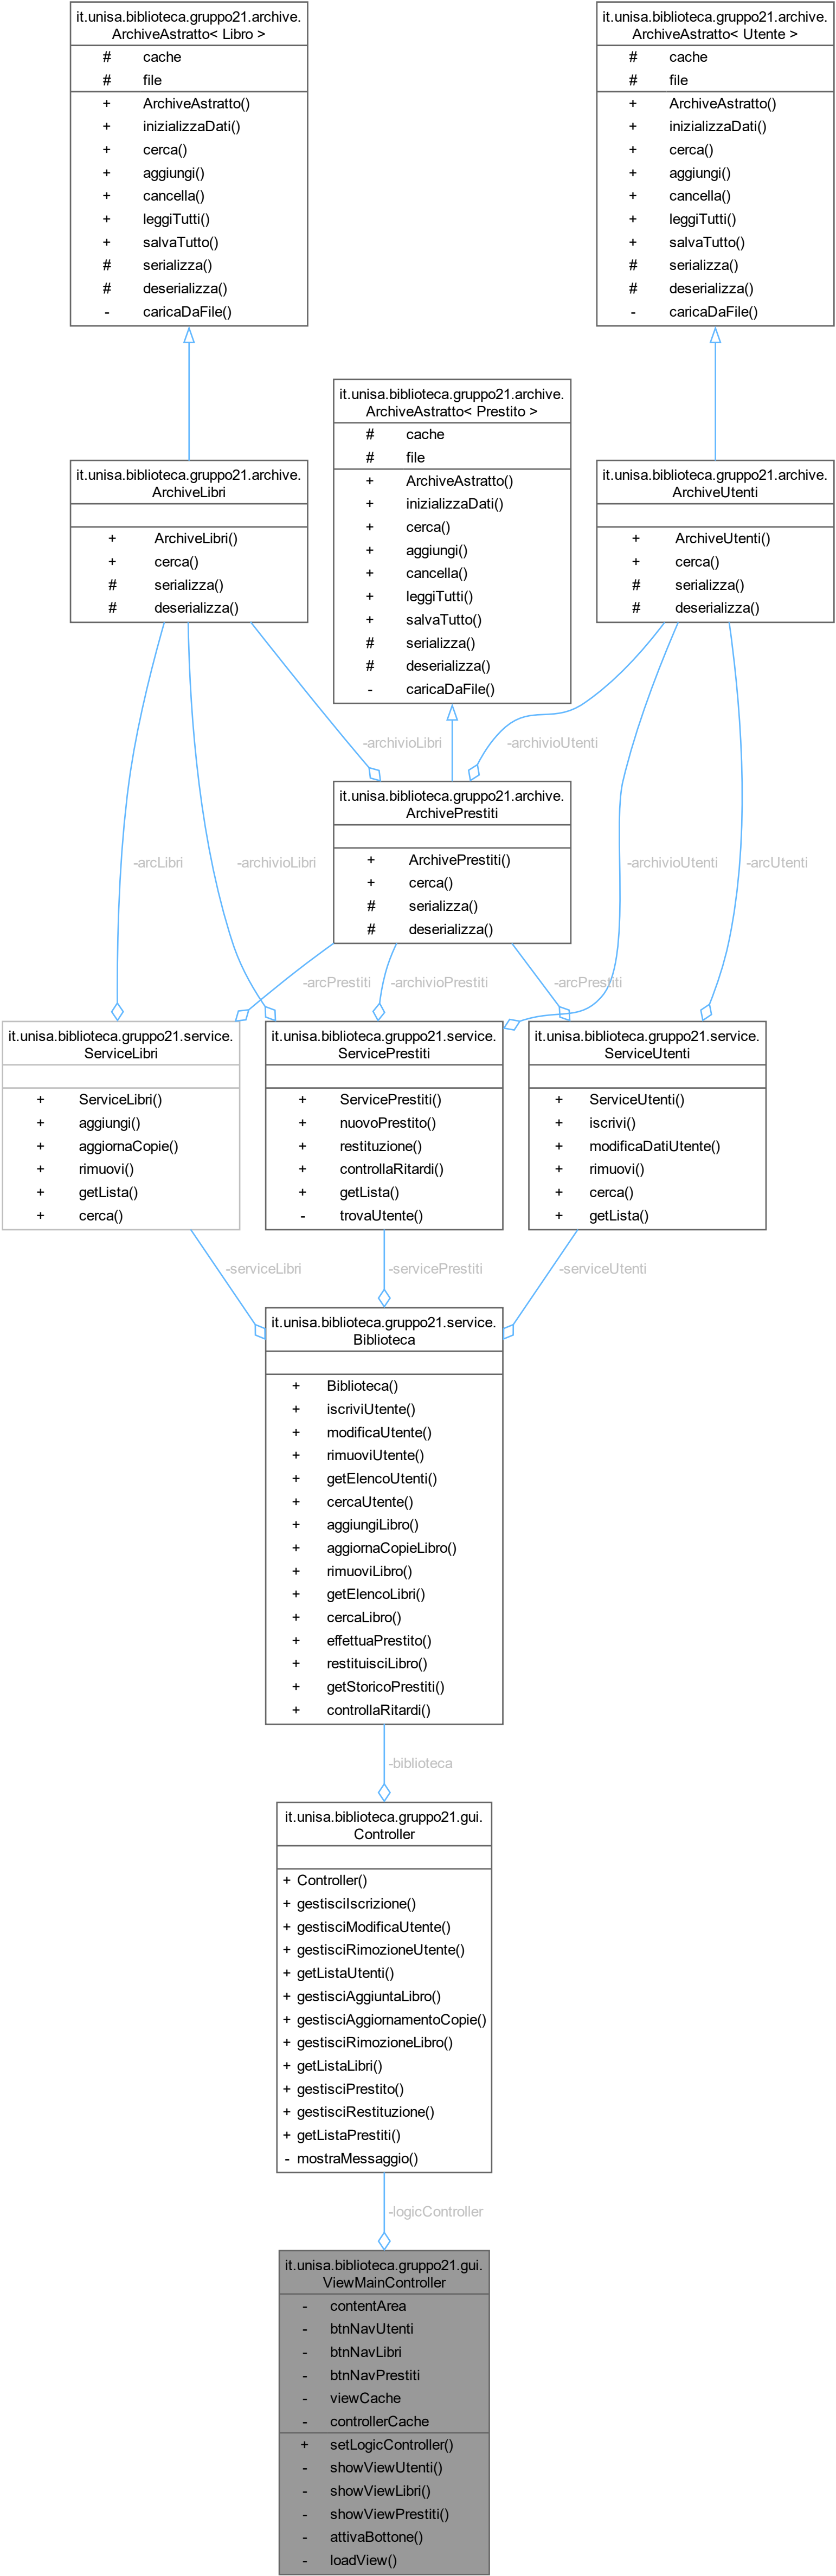 it.unisa.biblioteca.gruppo21.archive.
ArchiveAstratto< Libro >
# cache
# file
+ ArchiveAstratto()
+ inizializzaDati()
+ cerca()
+ aggiungi()
+ cancella()
+ leggiTutti()
+ salvaTutto()
# serializza()
# deserializza()
- caricaDaFile()
it.unisa.biblioteca.gruppo21.archive.
ArchiveAstratto< Utente >
# cache
# file
+ ArchiveAstratto()
+ inizializzaDati()
+ cerca()
+ aggiungi()
+ cancella()
+ leggiTutti()
+ salvaTutto()
# serializza()
# deserializza()
- caricaDaFile()
it.unisa.biblioteca.gruppo21.archive.
ArchiveAstratto< Prestito >
# cache
# file
+ ArchiveAstratto()
+ inizializzaDati()
+ cerca()
+ aggiungi()
+ cancella()
+ leggiTutti()
+ salvaTutto()
# serializza()
# deserializza()
- caricaDaFile()
it.unisa.biblioteca.gruppo21.archive.
ArchiveLibri
+ ArchiveLibri()
+ cerca()
# serializza()
# deserializza()
it.unisa.biblioteca.gruppo21.archive.
ArchiveUtenti
+ ArchiveUtenti()
+ cerca()
# serializza()
# deserializza()
-archivioLibri
-archivioUtenti
it.unisa.biblioteca.gruppo21.archive.
ArchivePrestiti
+ ArchivePrestiti()
+ cerca()
# serializza()
# deserializza()
-arcLibri
-archivioLibri
-archivioUtenti
-arcUtenti
-arcPrestiti
-archivioPrestiti
-arcPrestiti
it.unisa.biblioteca.gruppo21.service.
ServiceLibri
+ ServiceLibri()
+ aggiungi()
+ aggiornaCopie()
+ rimuovi()
+ getLista()
+ cerca()
it.unisa.biblioteca.gruppo21.service.
ServicePrestiti
+ ServicePrestiti()
+ nuovoPrestito()
+ restituzione()
+ controllaRitardi()
+ getLista()
- trovaUtente()
it.unisa.biblioteca.gruppo21.service.
ServiceUtenti
+ ServiceUtenti()
+ iscrivi()
+ modificaDatiUtente()
+ rimuovi()
+ cerca()
+ getLista()
-serviceLibri
-servicePrestiti
-serviceUtenti
it.unisa.biblioteca.gruppo21.service.
Biblioteca
+ Biblioteca()
+ iscriviUtente()
+ modificaUtente()
+ rimuoviUtente()
+ getElencoUtenti()
+ cercaUtente()
+ aggiungiLibro()
+ aggiornaCopieLibro()
+ rimuoviLibro()
+ getElencoLibri()
+ cercaLibro()
+ effettuaPrestito()
+ restituisciLibro()
+ getStoricoPrestiti()
+ controllaRitardi()
-biblioteca
it.unisa.biblioteca.gruppo21.gui.
Controller
+ Controller()
+ gestisciIscrizione()
+ gestisciModificaUtente()
+ gestisciRimozioneUtente()
+ getListaUtenti()
+ gestisciAggiuntaLibro()
+ gestisciAggiornamentoCopie()
+ gestisciRimozioneLibro()
+ getListaLibri()
+ gestisciPrestito()
+ gestisciRestituzione()
+ getListaPrestiti()
- mostraMessaggio()
-logicController
it.unisa.biblioteca.gruppo21.gui.
ViewMainController
- contentArea
- btnNavUtenti
- btnNavLibri
- btnNavPrestiti
- viewCache
- controllerCache
+ setLogicController()
- showViewUtenti()
- showViewLibri()
- showViewPrestiti()
- attivaBottone()
- loadView()